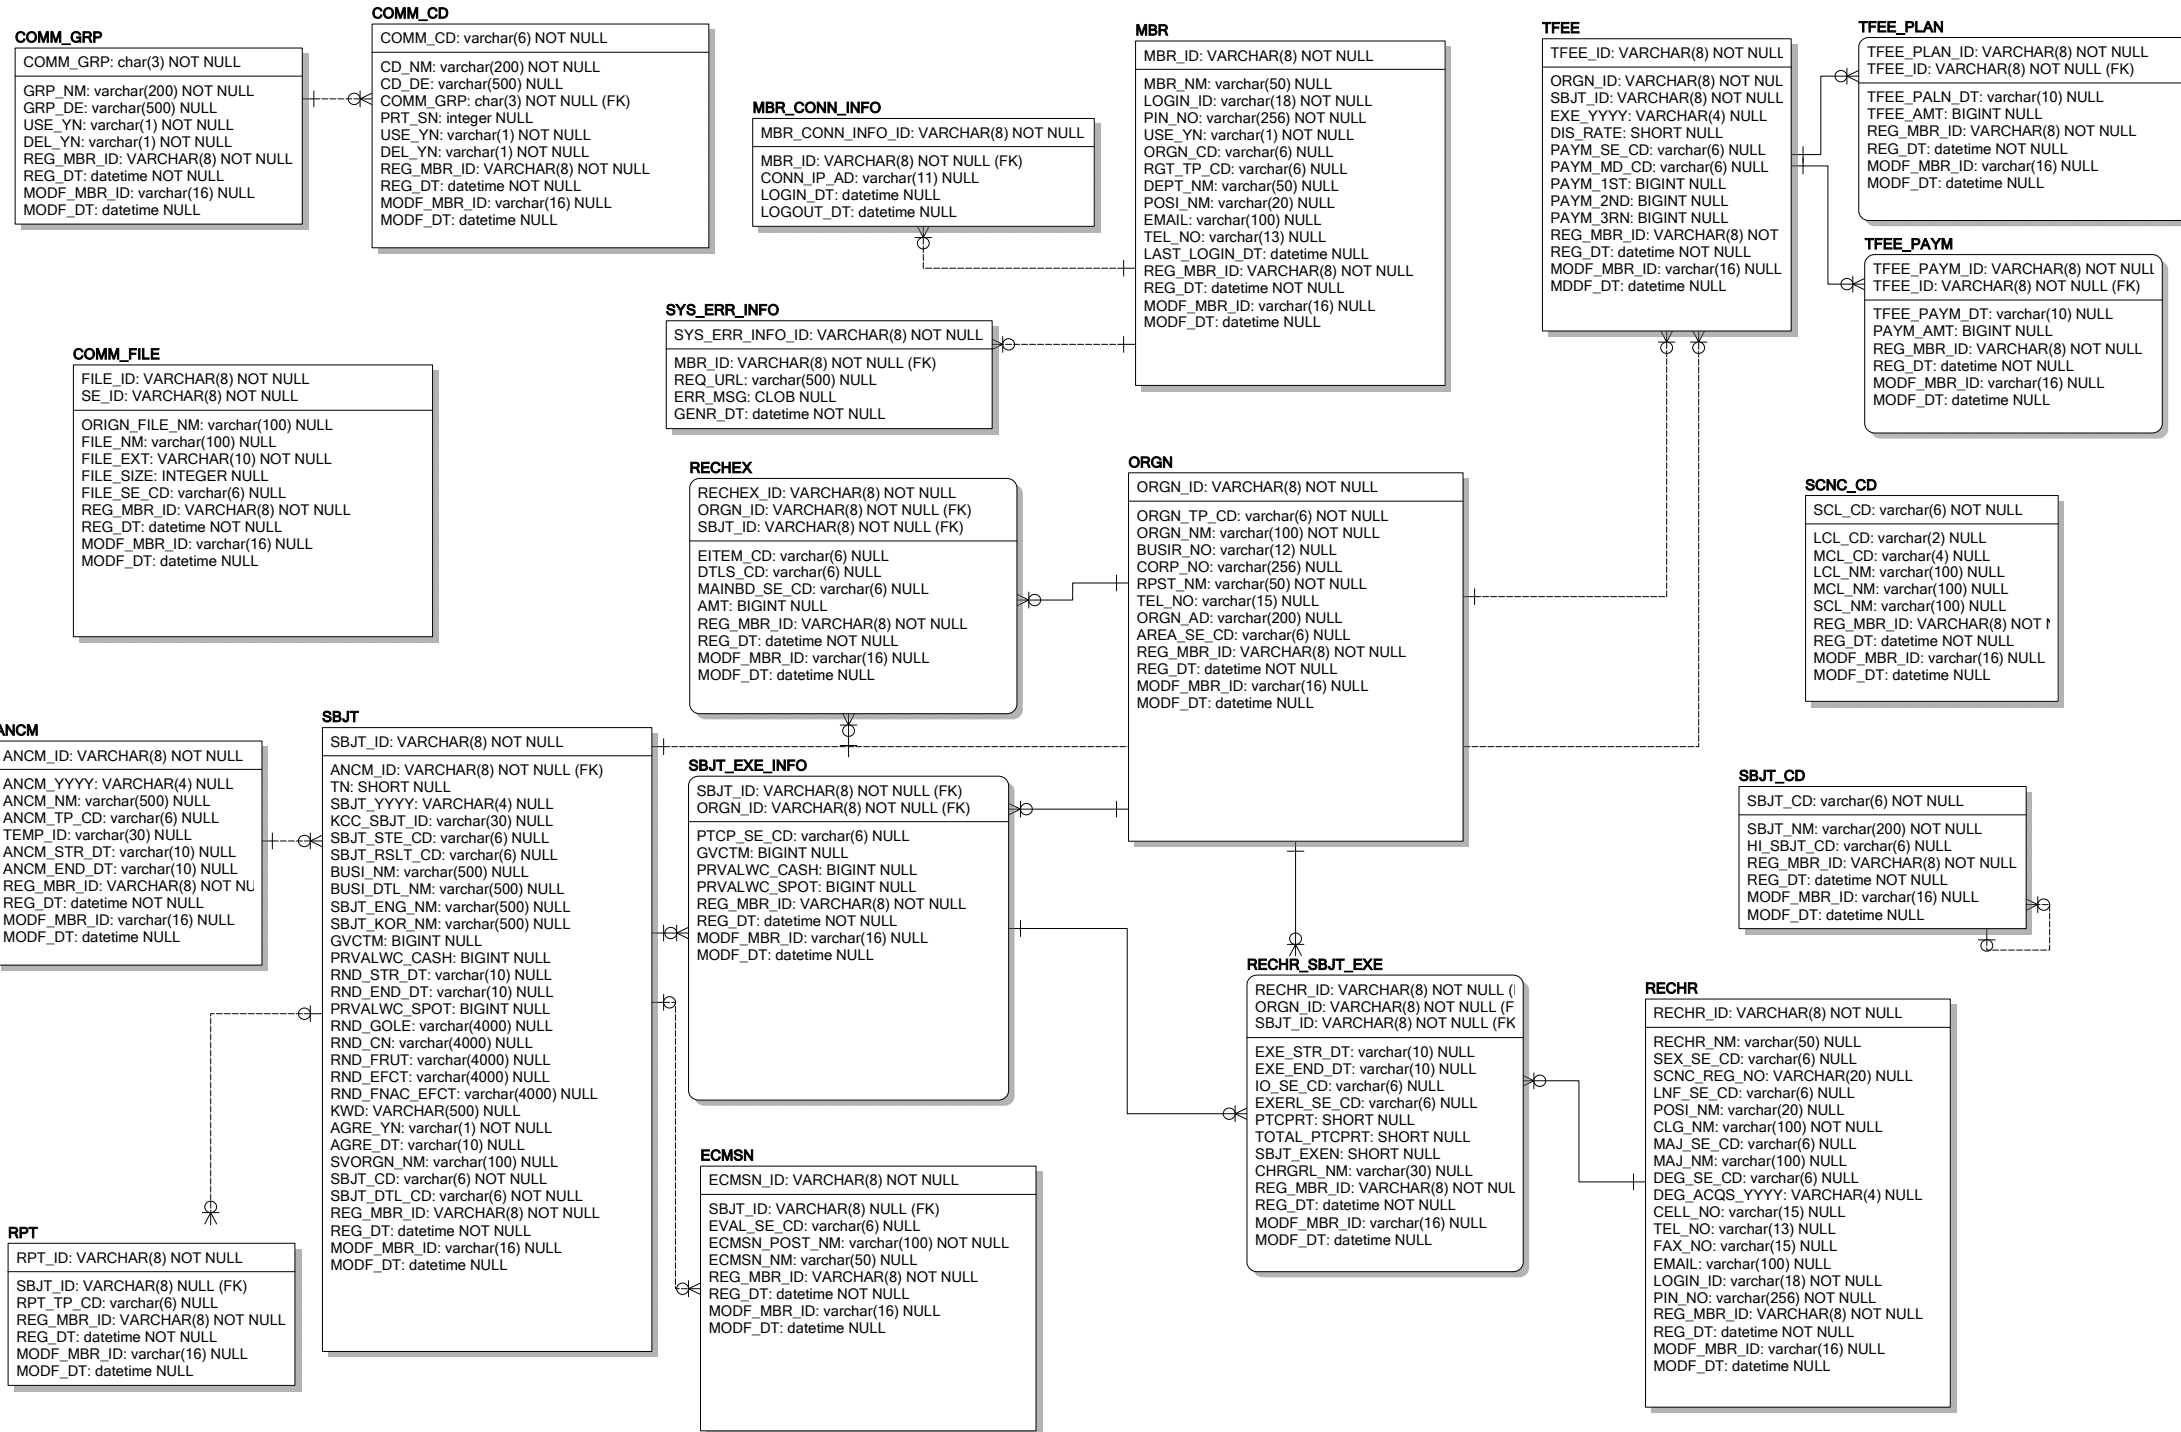 COMM_GRP
COMM_GRP: char(3) NOT NULL
GRP_NM: varchar(200) NOT NULL
GRP_DE: varchar(500) NULL
USE_YN: varchar(1) NOT NULL
DEL_YN: varchar(1) NOT NULL
REG_MBR_ID: VARCHAR(8) NOT NULL
REG_DT: datetime NOT NULL
MODF_MBR_ID: varchar(16) NULL
MODF_DT: datetime NULL
COMM_CD
COMM_CD: varchar(6) NOT NULL
CD_NM: varchar(200) NOT NULL
CD_DE: varchar(500) NULL
COMM_GRP: char(3) NOT NULL (FK)
PRT_SN: integer NULL
USE_YN: varchar(1) NOT NULL
DEL_YN: varchar(1) NOT NULL
REG_MBR_ID: VARCHAR(8) NOT NULL
REG_DT: datetime NOT NULL
MODF_MBR_ID: varchar(16) NULL
MODF_DT: datetime NULL
MBR_CONN_INFO
MBR_CONN_INFO_ID: VARCHAR(8) NOT NULL
MBR_ID: VARCHAR(8) NOT NULL (FK)
CONN_IP_AD: varchar(11) NULL
LOGIN_DT: datetime NULL
LOGOUT_DT: datetime NULL
MBR
MBR_ID: VARCHAR(8) NOT NULL
MBR_NM: varchar(50) NULL
LOGIN_ID: varchar(18) NOT NULL
PIN_NO: varchar(256) NOT NULL
USE_YN: varchar(1) NOT NULL
ORGN_CD: varchar(6) NULL
RGT_TP_CD: varchar(6) NULL
DEPT_NM: varchar(50) NULL
POSI_NM: varchar(20) NULL
EMAIL: varchar(100) NULL
TEL_NO: varchar(13) NULL
LAST_LOGIN_DT: datetime NULL
REG_MBR_ID: VARCHAR(8) NOT NULL
REG_DT: datetime NOT NULL
MODF_MBR_ID: varchar(16) NULL
MODF_DT: datetime NULL
TFEE
TFEE_ID: VARCHAR(8) NOT NULL
ORGN_ID: VARCHAR(8) NOT NUL
SBJT_ID: VARCHAR(8) NOT NULL
EXE_YYYY: VARCHAR(4) NULL
DIS_RATE: SHORT NULL
PAYM_SE_CD: varchar(6) NULL
PAYM_MD_CD: varchar(6) NULL
PAYM_1ST: BIGINT NULL
PAYM_2ND: BIGINT NULL
PAYM_3RN: BIGINT NULL
REG_MBR_ID: VARCHAR(8) NOT
REG_DT: datetime NOT NULL
MODF_MBR_ID: varchar(16) NULL
MDDF_DT: datetime NULL
TFEE_PLAN
TFEE_PLAN_ID: VARCHAR(8) NOT NULL
TFEE_ID: VARCHAR(8) NOT NULL (FK)
TFEE_PALN_DT: varchar(10) NULL
TFEE_AMT: BIGINT NULL
REG_MBR_ID: VARCHAR(8) NOT NULL
REG_DT: datetime NOT NULL
MODF_MBR_ID: varchar(16) NULL
MODF_DT: datetime NULL
TFEE_PAYM
TFEE_PAYM_ID: VARCHAR(8) NOT NULL
TFEE_ID: VARCHAR(8) NOT NULL (FK)
TFEE_PAYM_DT: varchar(10) NULL
PAYM_AMT: BIGINT NULL
REG_MBR_ID: VARCHAR(8) NOT NULL
REG_DT: datetime NOT NULL
MODF_MBR_ID: varchar(16) NULL
MODF_DT: datetime NULL
SYS_ERR_INFO
SYS_ERR_INFO_ID: VARCHAR(8) NOT NULL
MBR_ID: VARCHAR(8) NOT NULL (FK)
REQ_URL: varchar(500) NULL
ERR_MSG: CLOB NULL
GENR_DT: datetime NOT NULL
COMM_FILE
FILE_ID: VARCHAR(8) NOT NULL
SE_ID: VARCHAR(8) NOT NULL
ORIGN_FILE_NM: varchar(100) NULL
FILE_NM: varchar(100) NULL
FILE_EXT: VARCHAR(10) NOT NULL
FILE_SIZE: INTEGER NULL
FILE_SE_CD: varchar(6) NULL
REG_MBR_ID: VARCHAR(8) NOT NULL
REG_DT: datetime NOT NULL
MODF_MBR_ID: varchar(16) NULL
MODF_DT: datetime NULL
RECHEX
RECHEX_ID: VARCHAR(8) NOT NULL
ORGN_ID: VARCHAR(8) NOT NULL (FK)
SBJT_ID: VARCHAR(8) NOT NULL (FK)
EITEM_CD: varchar(6) NULL
DTLS_CD: varchar(6) NULL
MAINBD_SE_CD: varchar(6) NULL
AMT: BIGINT NULL
REG_MBR_ID: VARCHAR(8) NOT NULL
REG_DT: datetime NOT NULL
MODF_MBR_ID: varchar(16) NULL
MODF_DT: datetime NULL
ORGN
ORGN_ID: VARCHAR(8) NOT NULL
ORGN_TP_CD: varchar(6) NOT NULL
ORGN_NM: varchar(100) NOT NULL
BUSIR_NO: varchar(12) NULL
CORP_NO: varchar(256) NULL
RPST_NM: varchar(50) NOT NULL
TEL_NO: varchar(15) NULL
ORGN_AD: varchar(200) NULL
AREA_SE_CD: varchar(6) NULL
REG_MBR_ID: VARCHAR(8) NOT NULL
REG_DT: datetime NOT NULL
MODF_MBR_ID: varchar(16) NULL
MODF_DT: datetime NULL
SCNC_CD
SCL_CD: varchar(6) NOT NULL
LCL_CD: varchar(2) NULL
MCL_CD: varchar(4) NULL
LCL_NM: varchar(100) NULL
MCL_NM: varchar(100) NULL
SCL_NM: varchar(100) NULL
REG_MBR_ID: VARCHAR(8) NOT
REG_DT: datetime NOT NULL
MODF_MBR_ID: varchar(16) NULL
MODF_DT: datetime NULL
ANCM
ANCM_ID: VARCHAR(8) NOT NULL
ANCM_YYYY: VARCHAR(4) NULL
ANCM_NM: varchar(500) NULL
ANCM_TP_CD: varchar(6) NULL
TEMP_ID: varchar(30) NULL
ANCM_STR_DT: varchar(10) NULL
ANCM_END_DT: varchar(10) NULL
REG_MBR_ID: VARCHAR(8) NOT NU
REG_DT: datetime NOT NULL
MODF_MBR_ID: varchar(16) NULL
MODF_DT: datetime NULL
SBJT
SBJT_ID: VARCHAR(8) NOT NULL
ANCM_ID: VARCHAR(8) NOT NULL (FK)
TN: SHORT NULL
SBJT_YYYY: VARCHAR(4) NULL
KCC_SBJT_ID: varchar(30) NULL
SBJT_STE_CD: varchar(6) NULL
SBJT_RSLT_CD: varchar(6) NULL
BUSI_NM: varchar(500) NULL
BUSI_DTL_NM: varchar(500) NULL
SBJT_ENG_NM: varchar(500) NULL
SBJT_KOR_NM: varchar(500) NULL
GVCTM: BIGINT NULL
PRVALWC_CASH: BIGINT NULL
RND_STR_DT: varchar(10) NULL
RND_END_DT: varchar(10) NULL
PRVALWC_SPOT: BIGINT NULL
RND_GOLE: varchar(4000) NULL
RND_CN: varchar(4000) NULL
RND_FRUT: varchar(4000) NULL
RND_EFCT: varchar(4000) NULL
RND_FNAC_EFCT: varchar(4000) NULL
KWD: VARCHAR(500) NULL
AGRE_YN: varchar(1) NOT NULL
AGRE_DT: varchar(10) NULL
SVORGN_NM: varchar(100) NULL
SBJT_CD: varchar(6) NOT NULL
SBJT_DTL_CD: varchar(6) NOT NULL
REG_MBR_ID: VARCHAR(8) NOT NULL
REG_DT: datetime NOT NULL
MODF_MBR_ID: varchar(16) NULL
MODF_DT: datetime NULL
SBJT_EXE_INFO
SBJT_ID: VARCHAR(8) NOT NULL (FK)
ORGN_ID: VARCHAR(8) NOT NULL (FK)
PTCP_SE_CD: varchar(6) NULL
GVCTM: BIGINT NULL
PRVALWC_CASH: BIGINT NULL
PRVALWC_SPOT: BIGINT NULL
REG_MBR_ID: VARCHAR(8) NOT NULL
REG_DT: datetime NOT NULL
MODF_MBR_ID: varchar(16) NULL
MODF_DT: datetime NULL
SBJT_CD
SBJT_CD: varchar(6) NOT NULL
SBJT_NM: varchar(200) NOT NULL
HI_SBJT_CD: varchar(6) NULL
REG_MBR_ID: VARCHAR(8) NOT NULL
REG_DT: datetime NOT NULL
MODF_MBR_ID: varchar(16) NULL
MODF_DT: datetime NULL
RECHR_SBJT_EXE
RECHR_ID: VARCHAR(8) NOT NULL (
ORGN_ID: VARCHAR(8) NOT NULL (F
SBJT_ID: VARCHAR(8) NOT NULL (FK
EXE_STR_DT: varchar(10) NULL
EXE_END_DT: varchar(10) NULL
IO_SE_CD: varchar(6) NULL
EXERL_SE_CD: varchar(6) NULL
PTCPRT: SHORT NULL
TOTAL_PTCPRT: SHORT NULL
SBJT_EXEN: SHORT NULL
CHRGRL_NM: varchar(30) NULL
REG_MBR_ID: VARCHAR(8) NOT NUL
REG_DT: datetime NOT NULL
MODF_MBR_ID: varchar(16) NULL
MODF_DT: datetime NULL
RECHR
RECHR_ID: VARCHAR(8) NOT NULL
RECHR_NM: varchar(50) NULL
SEX_SE_CD: varchar(6) NULL
SCNC_REG_NO: VARCHAR(20) NULL
LNF_SE_CD: varchar(6) NULL
POSI_NM: varchar(20) NULL
CLG_NM: varchar(100) NOT NULL
MAJ_SE_CD: varchar(6) NULL
MAJ_NM: varchar(100) NULL
DEG_SE_CD: varchar(6) NULL
DEG_ACQS_YYYY: VARCHAR(4) NULL
CELL_NO: varchar(15) NULL
TEL_NO: varchar(13) NULL
FAX_NO: varchar(15) NULL
EMAIL: varchar(100) NULL
LOGIN_ID: varchar(18) NOT NULL
PIN_NO: varchar(256) NOT NULL
REG_MBR_ID: VARCHAR(8) NOT NULL
REG_DT: datetime NOT NULL
MODF_MBR_ID: varchar(16) NULL
MODF_DT: datetime NULL
ECMSN
ECMSN_ID: VARCHAR(8) NOT NULL
SBJT_ID: VARCHAR(8) NULL (FK)
EVAL_SE_CD: varchar(6) NULL
ECMSN_POST_NM: varchar(100) NOT NULL
ECMSN_NM: varchar(50) NULL
REG_MBR_ID: VARCHAR(8) NOT NULL
REG_DT: datetime NOT NULL
MODF_MBR_ID: varchar(16) NULL
MODF_DT: datetime NULL
RPT
RPT_ID: VARCHAR(8) NOT NULL
SBJT_ID: VARCHAR(8) NULL (FK)
RPT_TP_CD: varchar(6) NULL
REG_MBR_ID: VARCHAR(8) NOT NULL
REG_DT: datetime NOT NULL
MODF_MBR_ID: varchar(16) NULL
MODF_DT: datetime NULL